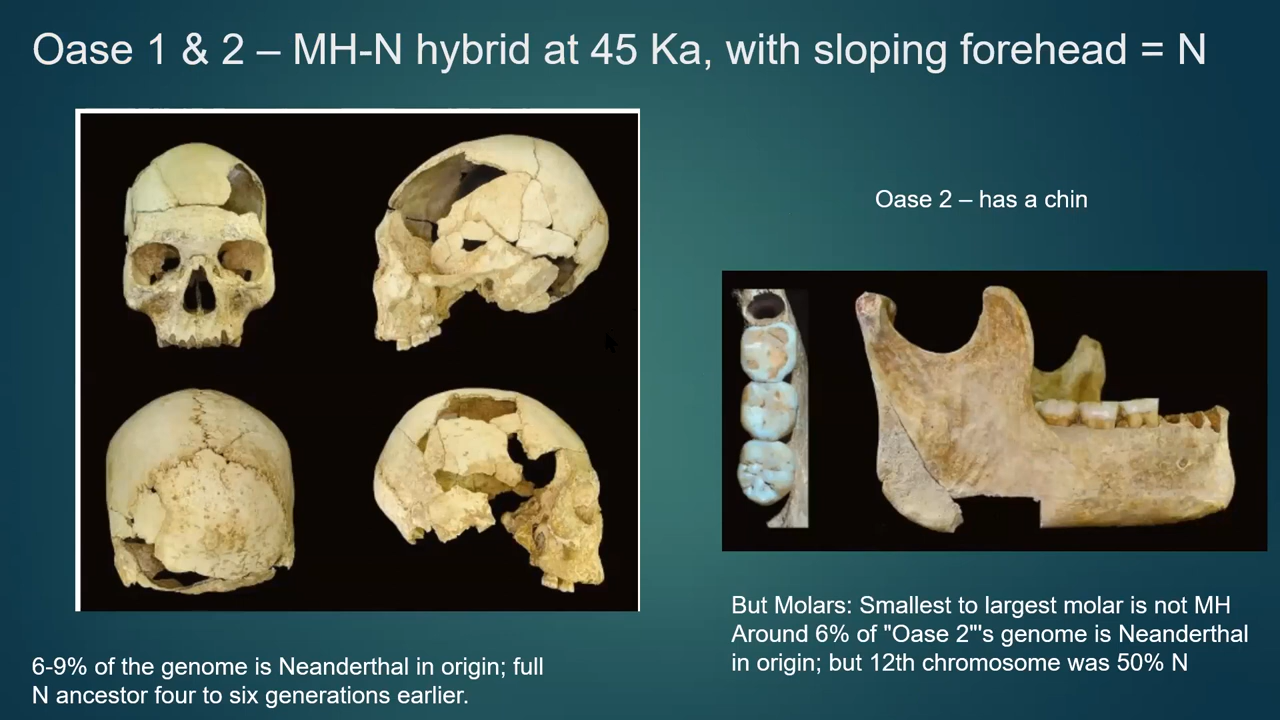 Oase 1 & 2 – MH-N hybrid at 45 Ka, with sloping forehead = N
Oase 2 – has a chin
But Molars: Smallest to largest molar is not MH
Around 6% of "Oase 2"'s genome is Neanderthal
in origin; but 12th chromosome was 50% N
6-9% of the genome is Neanderthal in origin; full
N ancestor four to six generations earlier.